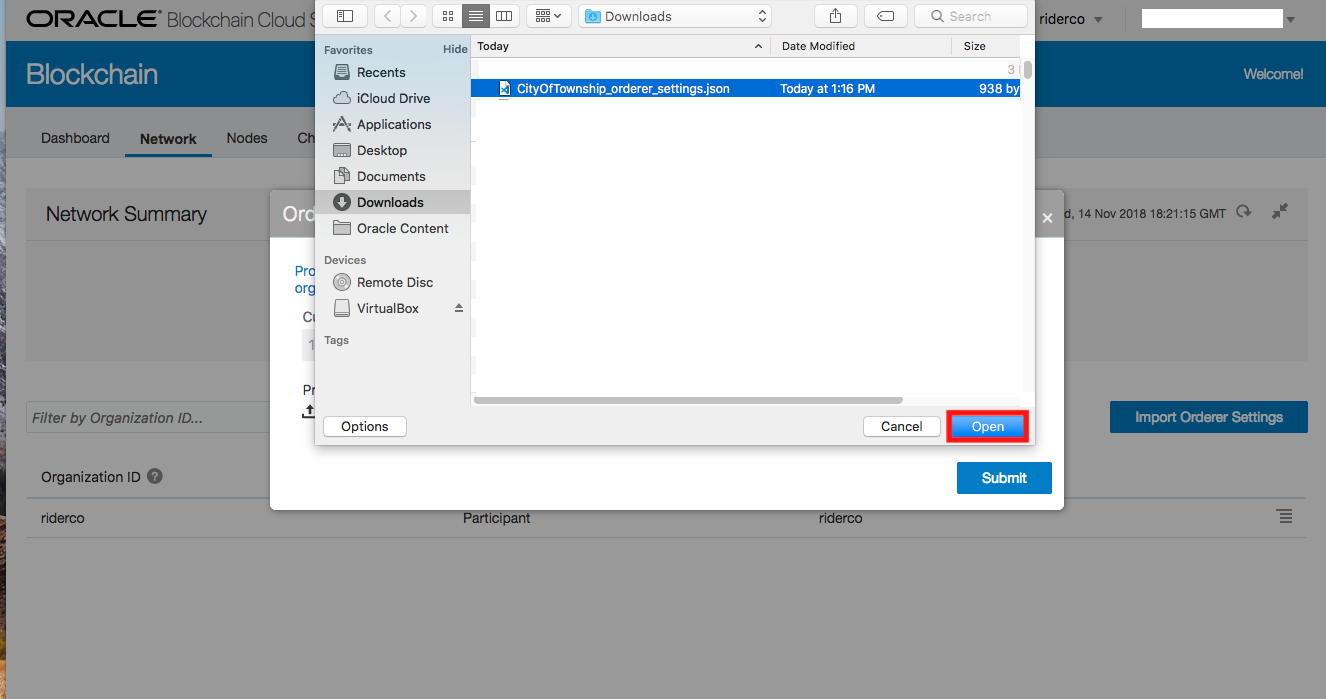 ORACLE® Blockchain Cloud S
Downloads
Search
riderco
Blockchain
Welcome!
Favorites Hide
Today Date Modified Size
3
Recents
CityOfTownship_orderer_settings.json Today at 1:16 PM 938 by
iCloud Drive
Applications
Desktop
Documents
Downloads
Oracle Content
Devices
Remote Disc
VirtualBox
Tags
Options Cancel Open
Dashboard Network Nodes Ch
Network Summary
d, 14 Nov 2018 18:21:15 GMT
Ord
×
Pro
org
Cu
1
Pr
Submit
Filter by Organization ID...
Import Orderer Settings
Organization ID ?
riderco Participant riderco